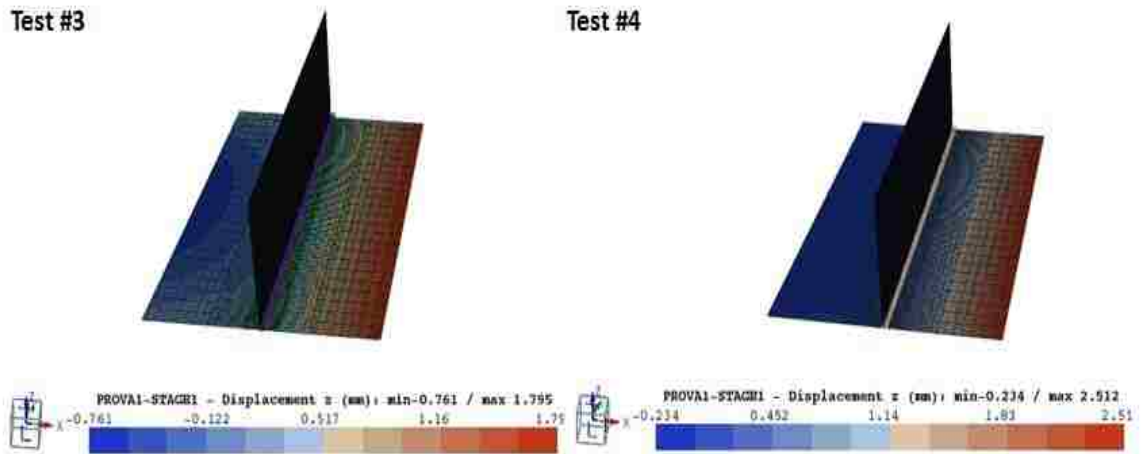 Test #3
Test #4
PROVA1-STAGE1 - Displacement z (mm): min-0.761 / max 1.795
X -0.761 -0.122 0.517 1.16 1.79
PROVA1-STAGE1 - Displacement z (mm): min-0.234 / max 2.512
-0.234 0.452 1.14 1.83 2.51